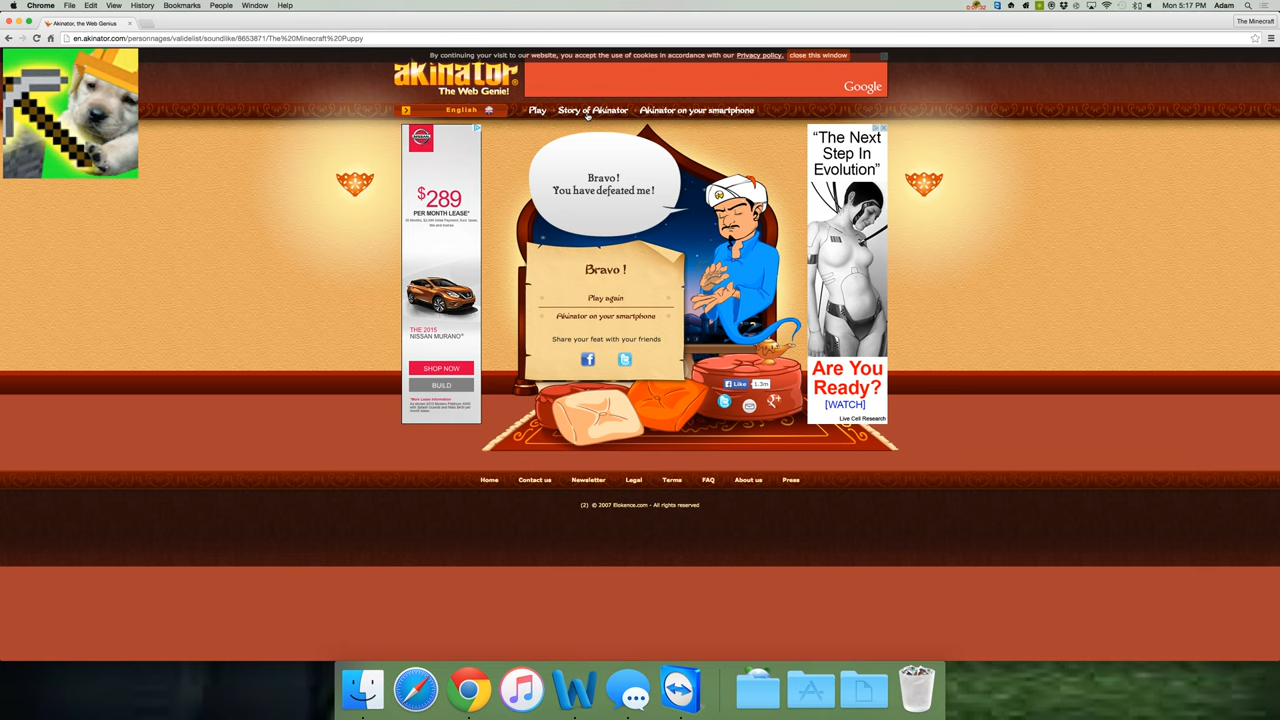 Chrome File Edit View History Bookmarks People Window Help
Mon 5:17 PM Adam
Akinator, the Web Genius
The Minecraft
en.akinator.com/personnages/validelist/soundlike/8653871/The%20Minecraft%20Puppy
By continuing your visit to our website, you accept the use of cookies in accordance with our Privacy policy. close this window
akinator
The Web Genie!
Google
English
Play Story of Akinator Akinator on your smartphone
$289
PER MONTH LEASE*
THE 2015
NISSAN MURANO®
SHOP NOW
BUILD
Bravo !
You have defeated me !
Bravo !
Play again
Akinator on your smartphone
Share your feat with your friends
Like 1.3m
"The Next
Step In
Evolution"
Are You
Ready?
[WATCH]
Live Cell Research
Home Contact us Newsletter Legal Terms FAQ About us Press
(2) © 2007 Elokence.com - All rights reserved